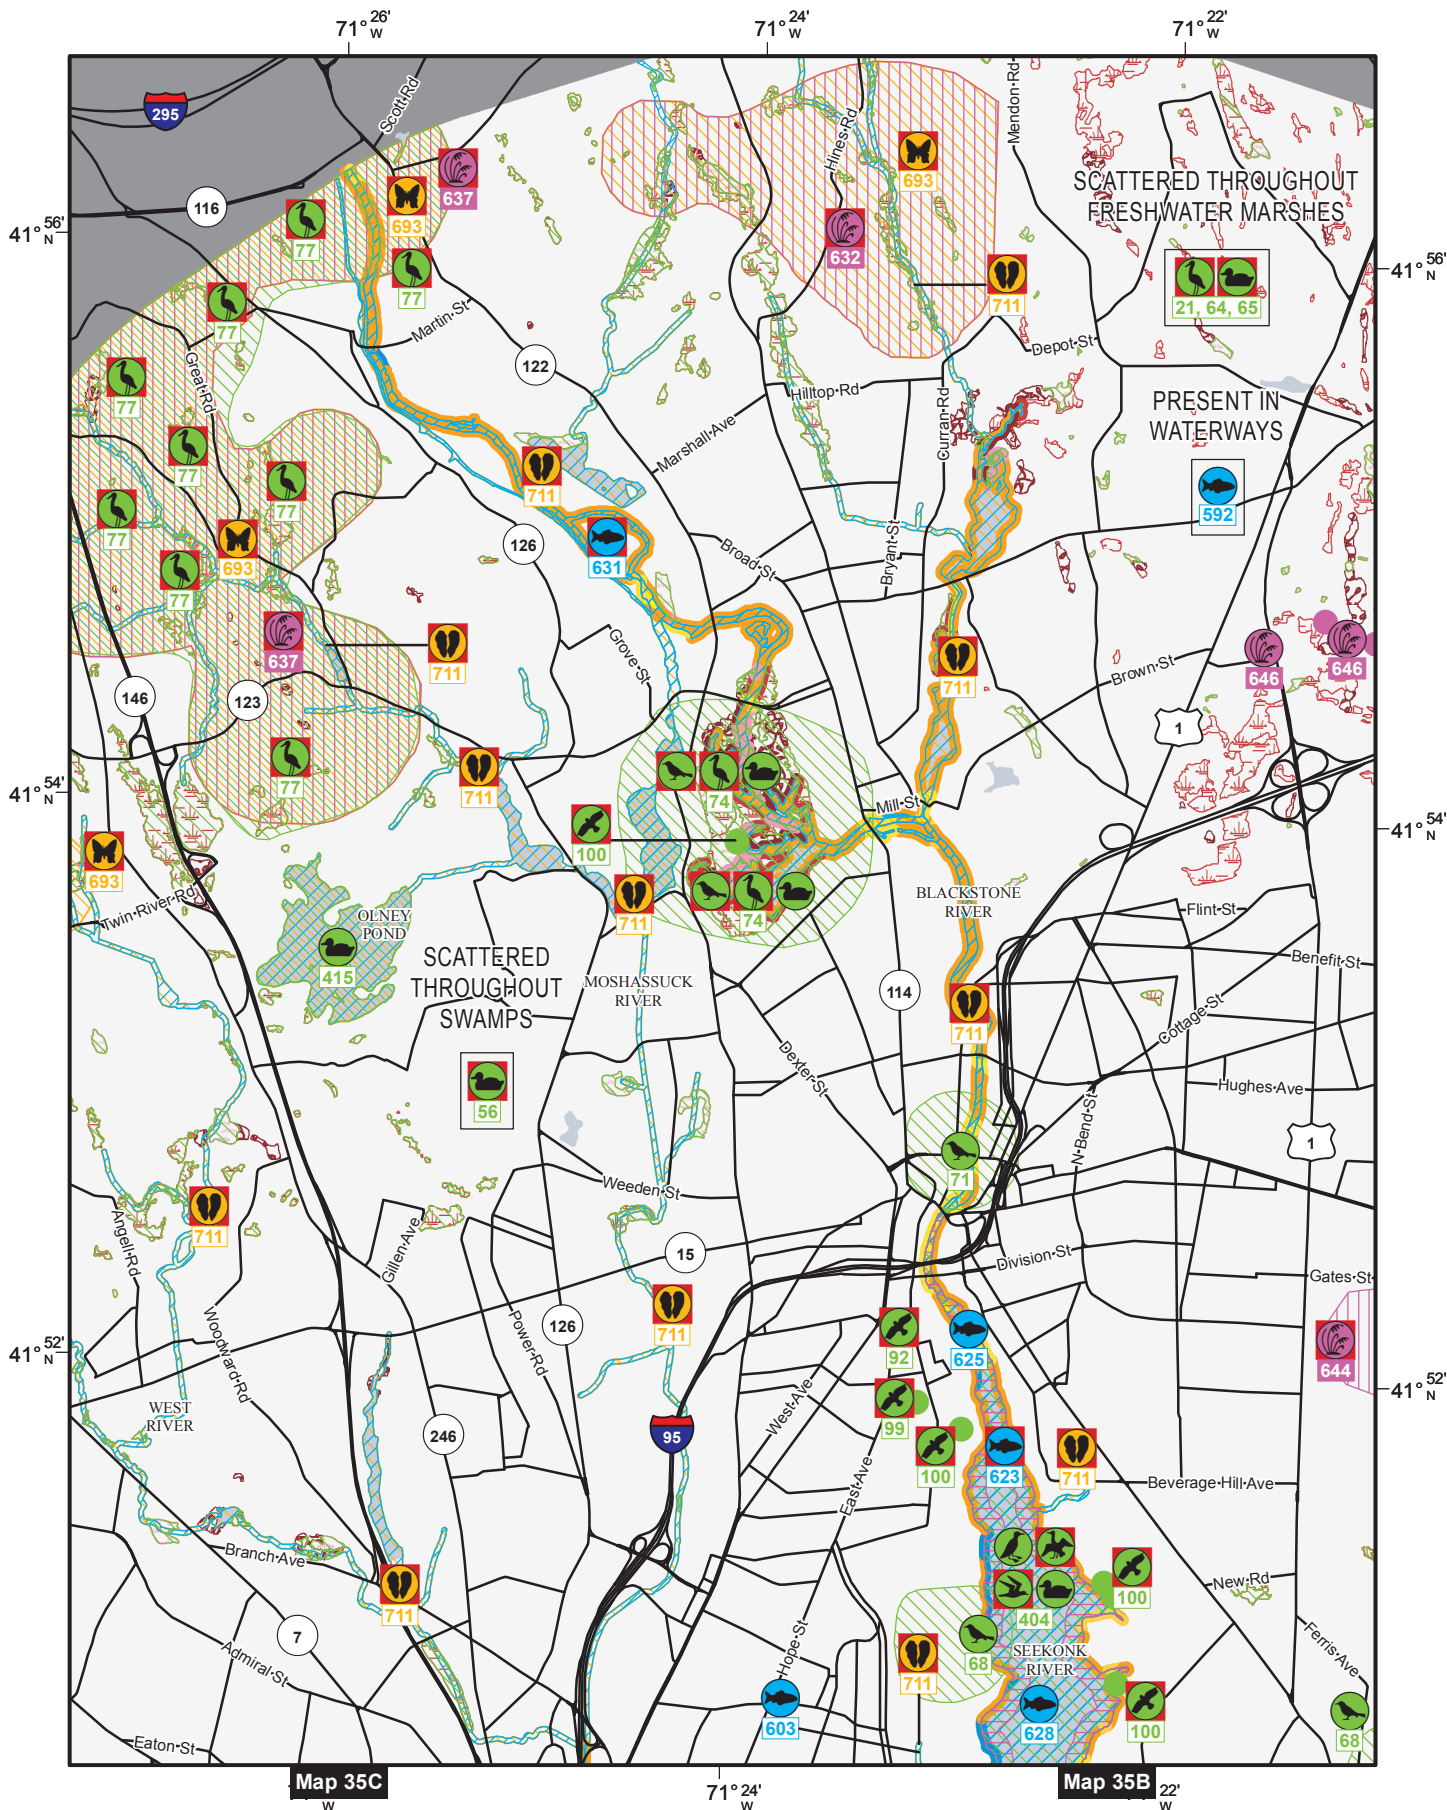 71° 26' W
71° 24' W
71° 22' W
295
Scott Rd
Hines Rd
Mendon Rd
693
637
693
SCATTERED THROUGHOUT
FRESHWATER MARSHES
116
41° 56' N
77
632
77
711
41° 56' N
21, 64, 65
77
Martin St
122
Depot St
Great Rd
77
Hilltop Rd
Curran Rd
PRESENT IN
WATERWAYS
Marshall Ave
77
77
711
592
77
126
693
631
Broad St
Bryant St
77
637
711
Grove St
711
Brown St
646
646
146
123
1
77
711
74
41° 54' N
Mill St
41° 54' N
100
693
Twin River Rd
711
74
BLACKSTONE
RIVER
Flint St
OLNEY
POND
415
SCATTERED
THROUGHOUT
SWAMPS
Benefit St
MOSHASSUCK
RIVER
114
711
Cottage St
56
Dexter St
Hughes Ave
N Bend St
1
71
Weeden St
711
Angell Rd
Gillen Ave
15
Division St
Gates St
711
Woodward Rd
Power Rd
126
92
625
41° 52' N
644
41° 52' N
WEST
RIVER
246
95
West Ave
99
100
623
711
East Ave
Beverage Hill Ave
Branch Ave
100
404
New Rd
711
7
Admiral St
Hope St
68
SEEKONK
RIVER
Ferris Ave
711
603
628
100
68
Eaton St
Map 35C
W
71° 24' W
Map 35B
22' W